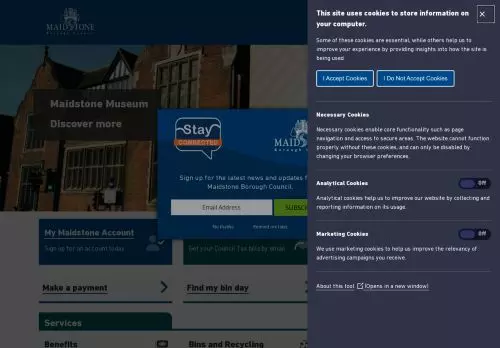 MAIDSTONE
Borough Council
Maidstone Museum
Discover more
Stay
CONNECTED
MAID
Borough
Sign up for the latest news and updates f
Maidstone Borough Council.
Email Address
SUBSC
No thanks
Remind me later
My Maidstone Account
Sign up for an account today
Get your Council Tax bills by email
Make a payment
Find my bin day
Services
Benefits
Bins and Recycling
This site uses cookies to store information on
your computer.
Some of these cookies are essential, while others help us to
improve your experience by providing insights into how the site is
being used
I Accept Cookies
I Do Not Accept Cookies
Necessary Cookies
Necessary cookies enable core functionality such as page
navigation and access to secure areas. The website cannot function
properly without these cookies, and can only be disabled by
changing your browser preferences.
Analytical Cookies
Off
Analytical cookies help us to improve our website by collecting and
reporting information on its usage.
Marketing Cookies
Off
We use marketing cookies to help us improve the relevancy of
advertising campaigns you receive.
About this tool (Opens in a new window)